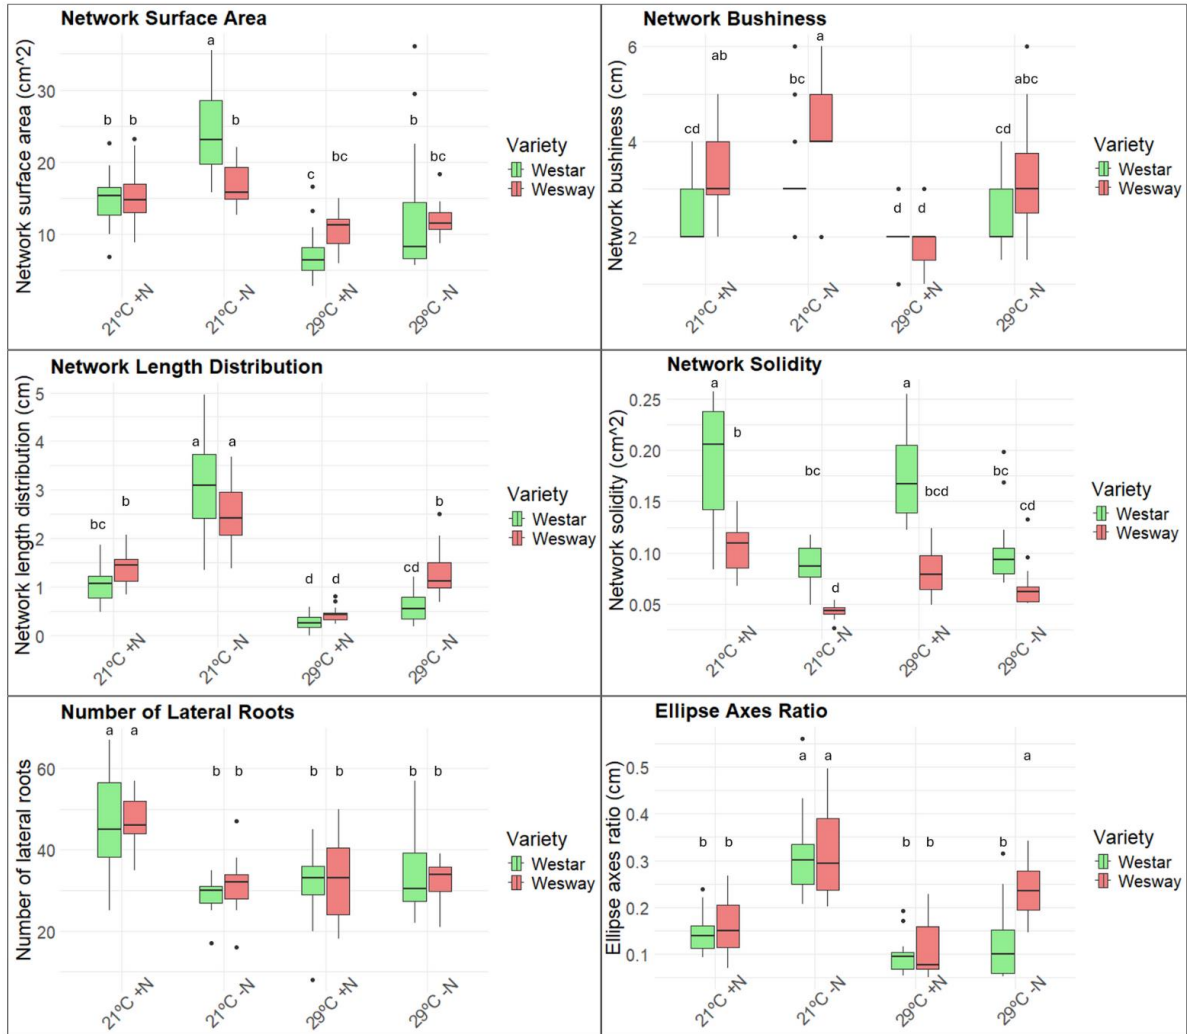 Network Surface Area
Network surface area (cm^2)
30
20
10
b b a b c bc b bc
21ºC +N 21ºC -N 29ºC +N 29ºC -N
Variety
Westar
Wesway
Network Bushiness
Network bushiness (cm)
6
4
2
cd ab bc a d d cd abc
21ºC +N 21ºC -N 29ºC +N 29ºC -N
Variety
Westar
Wesway
Network Length Distribution
Network length distribution (cm)
5
4
3
2
1
0
bc b a a d d cd b
21ºC +N 21ºC -N 29ºC +N 29ºC -N
Variety
Westar
Wesway
Network Solidity
Network solidity (cm^2)
0.25
0.20
0.15
0.10
0.05
a b bc d a bcd bc cd
21ºC +N 21ºC -N 29ºC +N 29ºC -N
Variety
Westar
Wesway
Number of Lateral Roots
Number of lateral roots
60
40
20
a a b b b b b b
21ºC +N 21ºC -N 29ºC +N 29ºC -N
Variety
Westar
Wesway
Ellipse Axes Ratio
Ellipse axes ratio (cm)
0.5
0.4
0.3
0.2
0.1
b b a a b b b a
21ºC +N 21ºC -N 29ºC +N 29ºC -N
Variety
Westar
Wesway